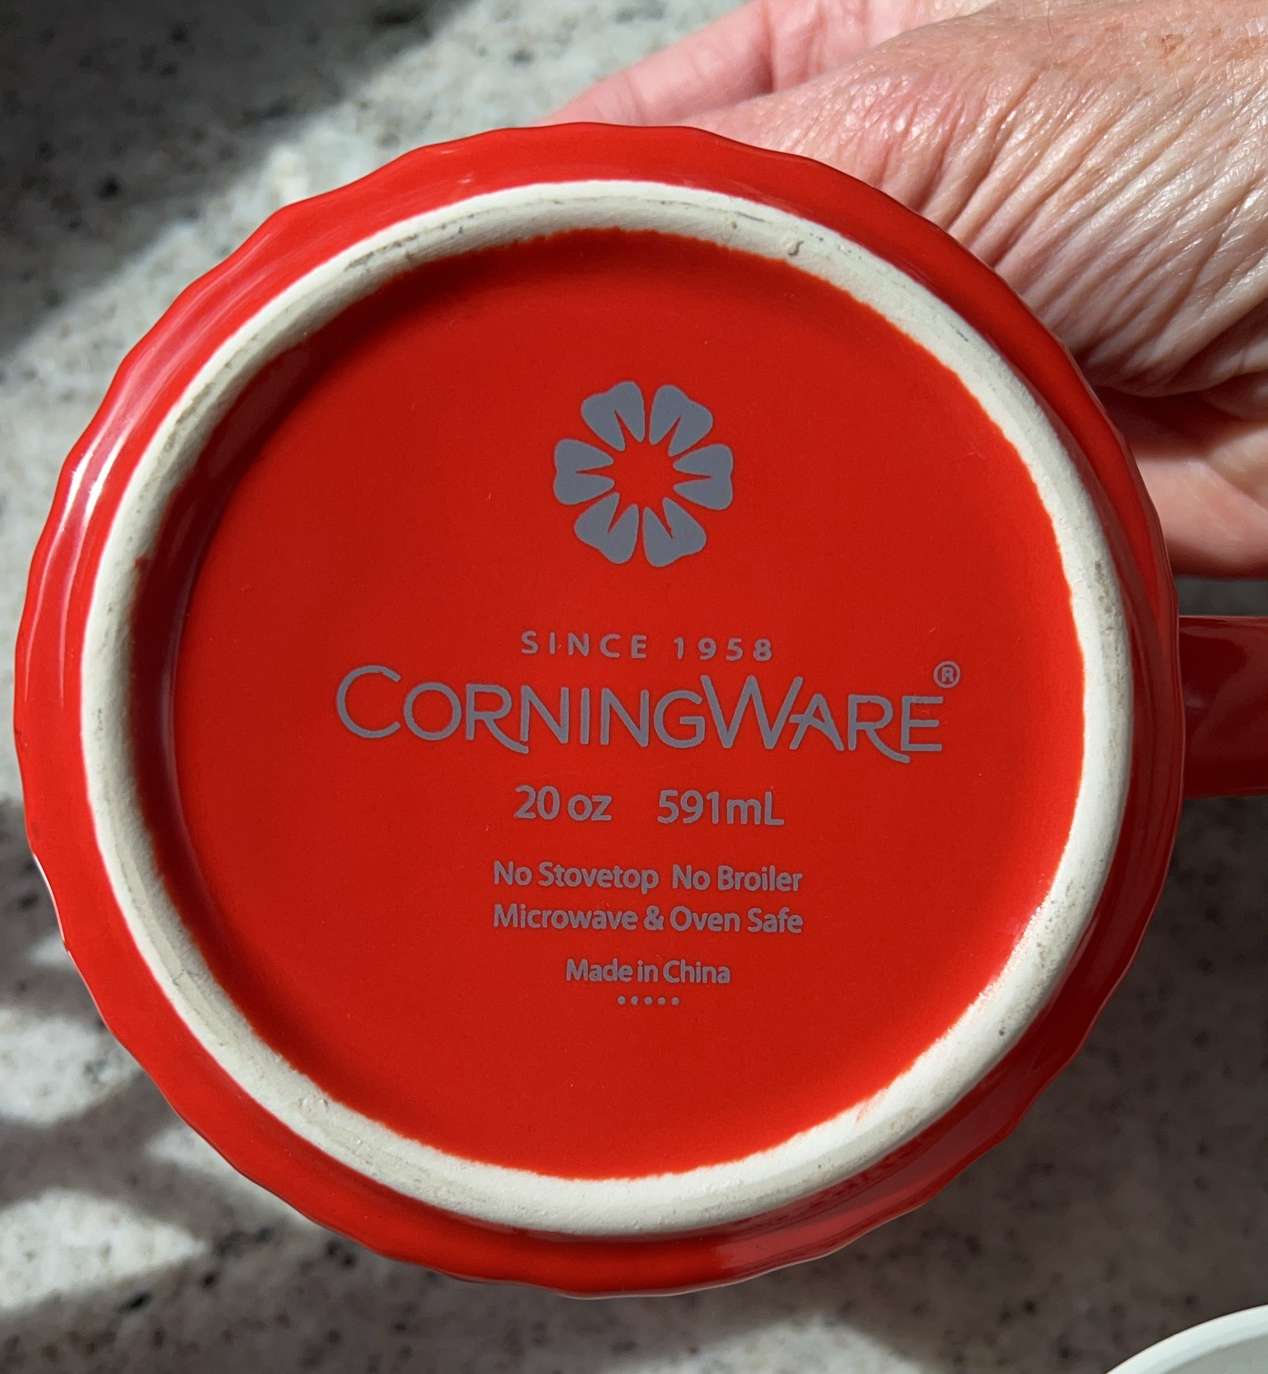 SINCE 1958
CORNINGWARE®
20 oz 591mL
No Stovetop No Broiler
Microwave & Oven Safe
Made in China